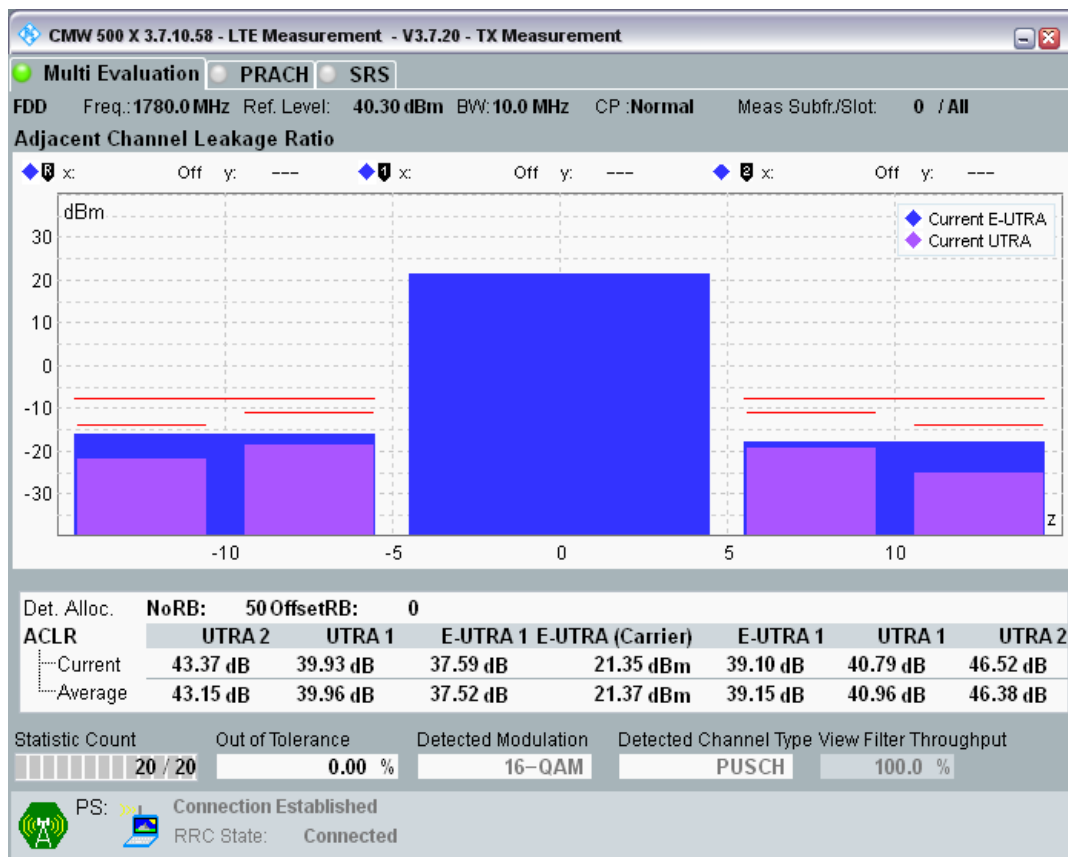 CMW 500 X 3.7.10.58 - LTE Measurement - V3.7.20 - TX Measurement
Multi Evaluation PRACH SRS
FDD Freq.:1780.0 MHz Ref. Level: 40.30 dBm BW:10.0 MHz CP :Normal Meas Subfr./Slot: 0 / All
Adjacent Channel Leakage Ratio
R x: Off y: --- 1 x: Off y: --- 2 x: Off y: ---
dBm
Current E-UTRA
Current UTRA
30
20
10
0
-10
-20
-30
z
-10 -5 0 5 10
Det. Alloc. NoRB: 50 OffsetRB: 0
ACLR UTRA 2 UTRA 1 E-UTRA 1 E-UTRA (Carrier) E-UTRA 1 UTRA 1 UTRA 2
Current 43.37 dB 39.93 dB 37.59 dB 21.35 dBm 39.10 dB 40.79 dB 46.52 dB
Average 43.15 dB 39.96 dB 37.52 dB 21.37 dBm 39.15 dB 40.96 dB 46.38 dB
Statistic Count Out of Tolerance Detected Modulation Detected Channel Type View Filter Throughput
20 / 20 0.00 % 16-QAM PUSCH 100.0 %
PS: Connection Established
RRC State: Connected